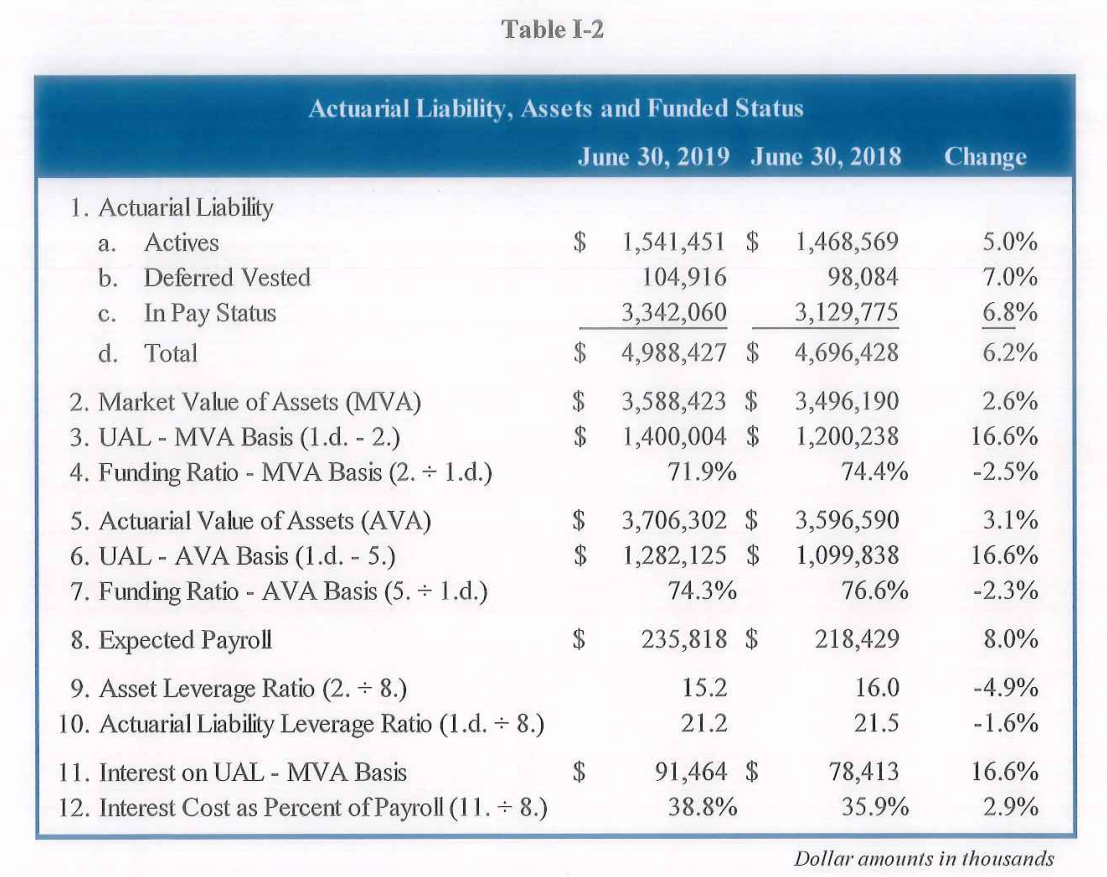 Table I-2
Actuarial Liability, Assets and Funded Status
June 30, 2019 June 30, 2018 Change
1. Actuarial Liability
a. Actives $ 1,541,451 $ 1,468,569 5.0%
b. Deferred Vested 104,916 98,084 7.0%
c. In Pay Status 3,342,060 3,129,775 6.8%
d. Total $ 4,988,427 $ 4,696,428 6.2%
2. Market Value of Assets (MVA) $ 3,588,423 $ 3,496,190 2.6%
3. UAL - MVA Basis (1.d. - 2.) $ 1,400,004 $ 1,200,238 16.6%
4. Funding Ratio - MVA Basis (2. ÷ 1.d.) 71.9% 74.4% -2.5%
5. Actuarial Value of Assets (AVA) $ 3,706,302 $ 3,596,590 3.1%
6. UAL - AVA Basis (1.d. - 5.) $ 1,282,125 $ 1,099,838 16.6%
7. Funding Ratio - AVA Basis (5. ÷ 1.d.) 74.3% 76.6% -2.3%
8. Expected Payroll $ 235,818 $ 218,429 8.0%
9. Asset Leverage Ratio (2. ÷ 8.) 15.2 16.0 -4.9%
10. Actuarial Liability Leverage Ratio (1.d. ÷ 8.) 21.2 21.5 -1.6%
11. Interest on UAL - MVA Basis $ 91,464 $ 78,413 16.6%
12. Interest Cost as Percent of Payroll (11. ÷ 8.) 38.8% 35.9% 2.9%
Dollar amounts in thousands